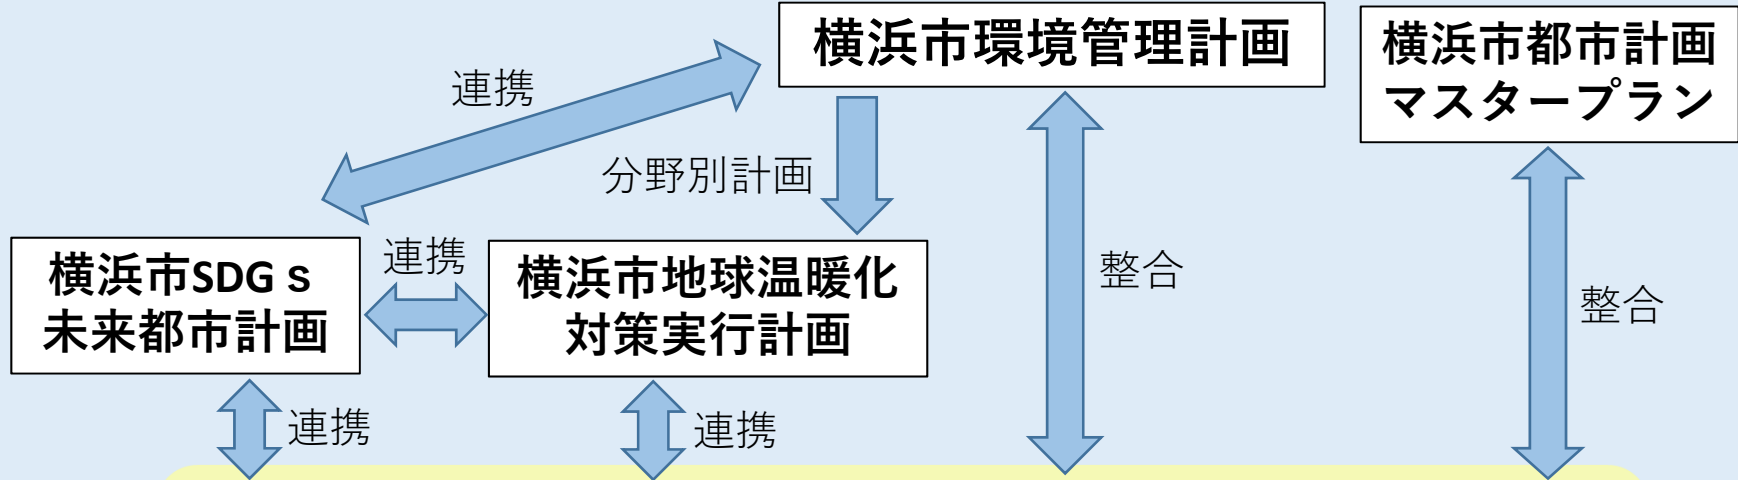 横浜市環境管理計画
横浜市都市計画
マスタープラン
連携
分野別計画
横浜市SDGｓ
未来都市計画
連携
横浜市地球温暖化
対策実行計画
整合
整合
連携
連携